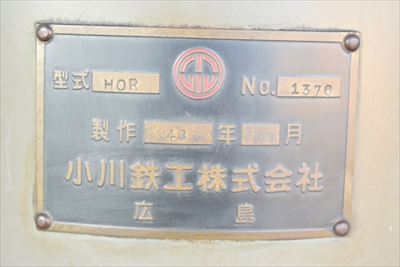 型式 HOR No. 1376
製作 48 年 月
小川鉄工株式会社
広島